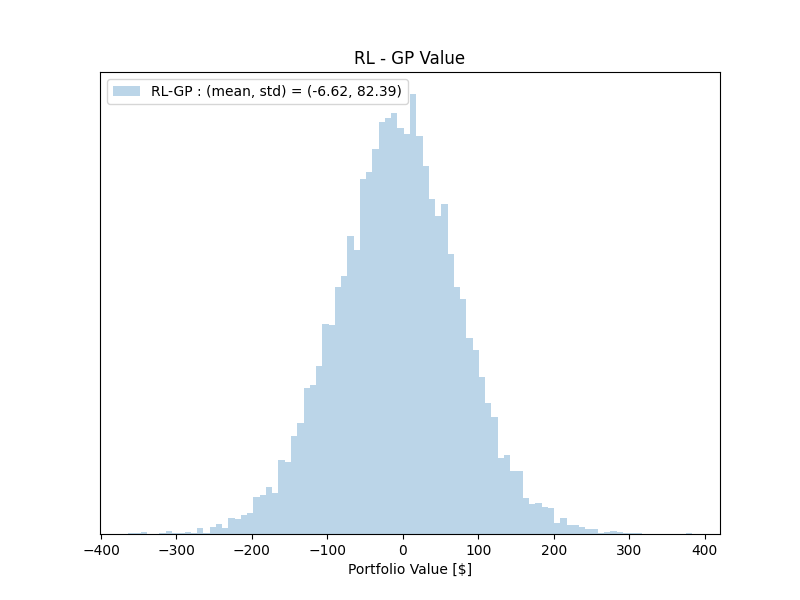 RL - GP Value
RL-GP : (mean, std) = (-6.62, 82.39)
−400 −300 −200 −100 0 100 200 300 400
Portfolio Value [$]